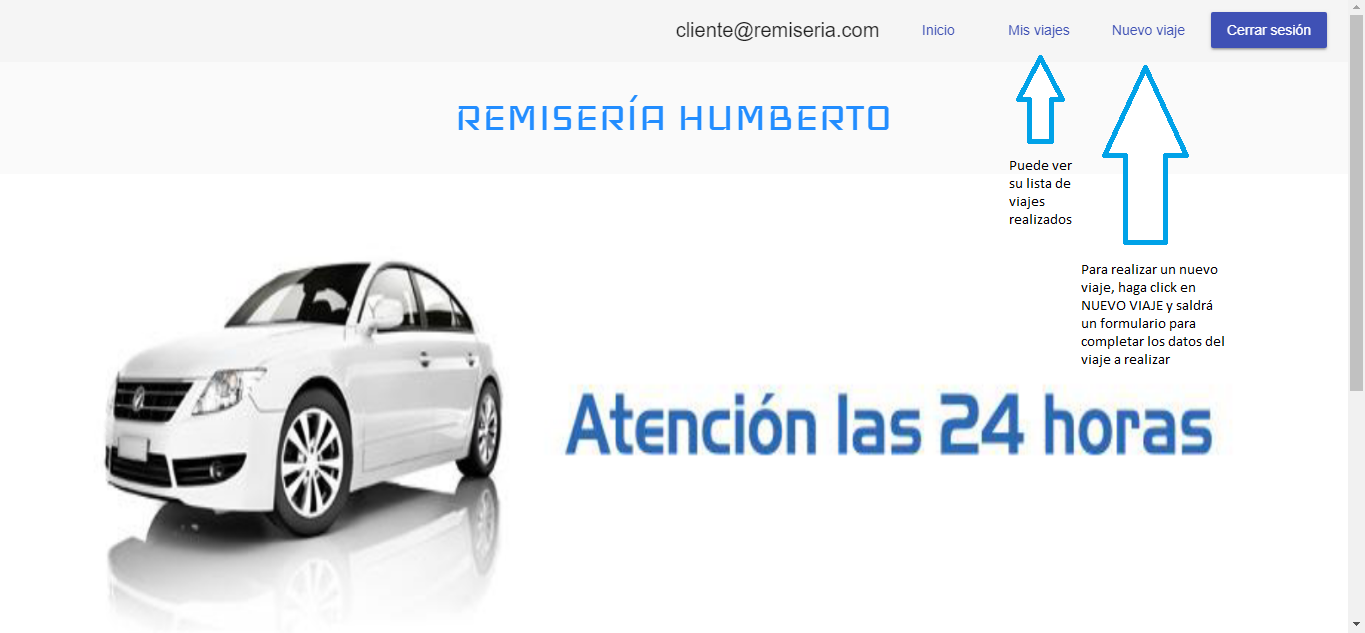 cliente@remiseria.com Inicio Mis viajes Nuevo viaje Cerrar sesión
REMISERÍA HUMBERTO
Puede ver
su lista de
viajes
realizados
Para realizar un nuevo
viaje, haga click en
NUEVO VIAJE y saldrá
un formulario para
completar los datos del
viaje a realizar
Atención las 24 horas